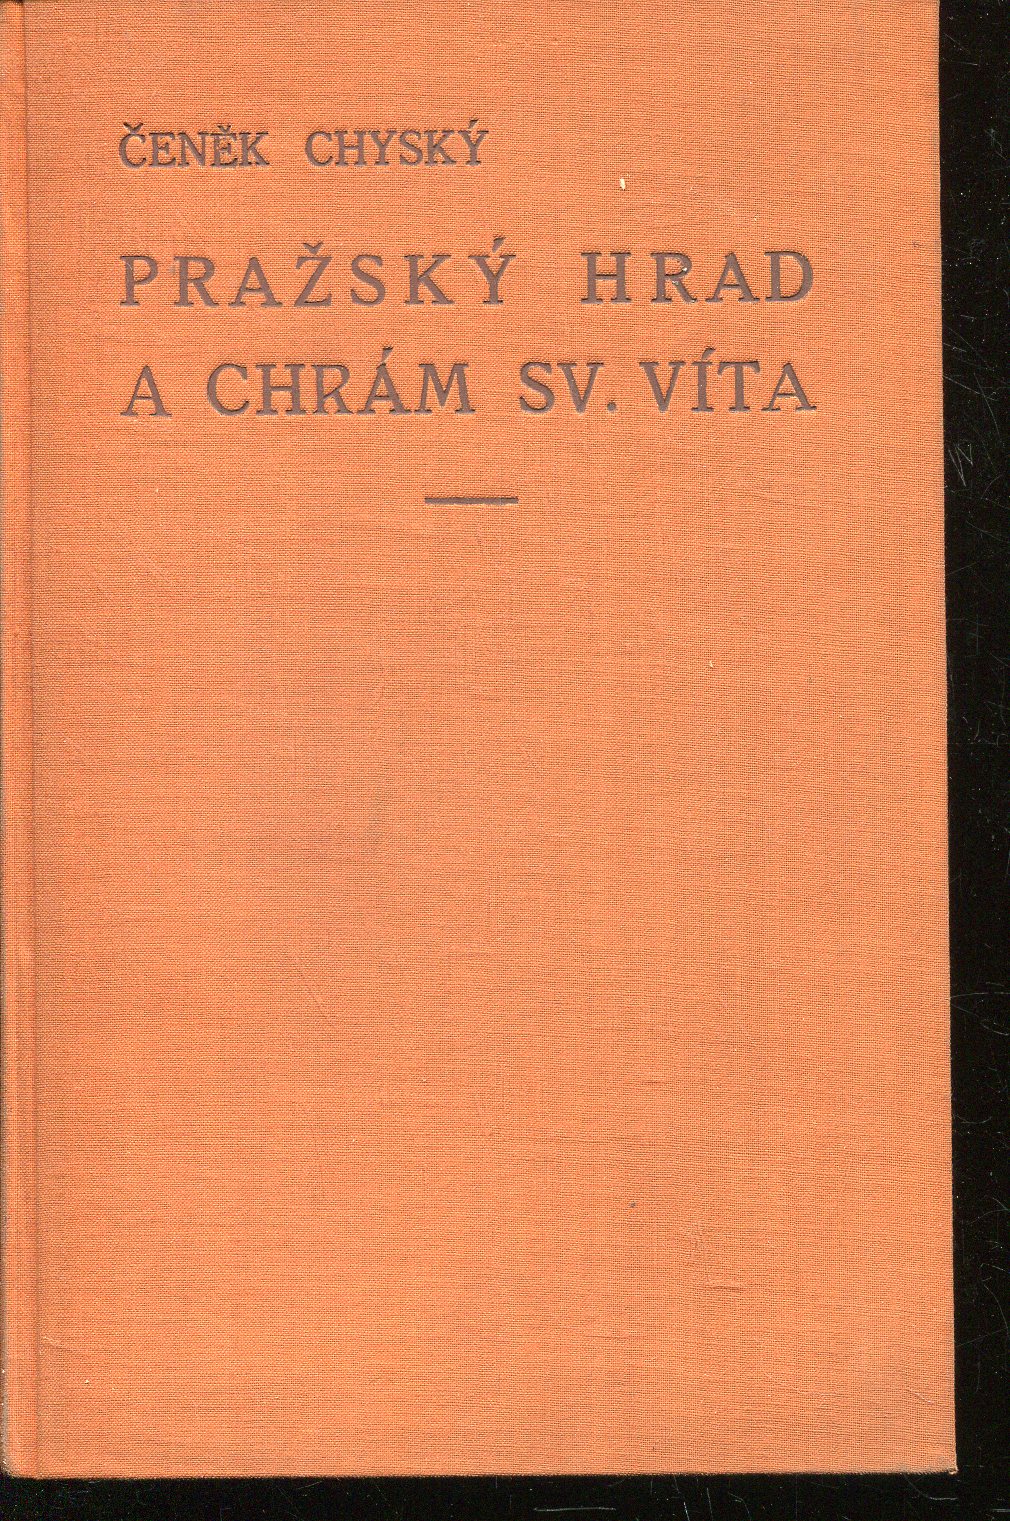 ČENĚK CHYSKÝ
PRAŽSKÝ HRAD
A CHRÁM SV. VÍTA